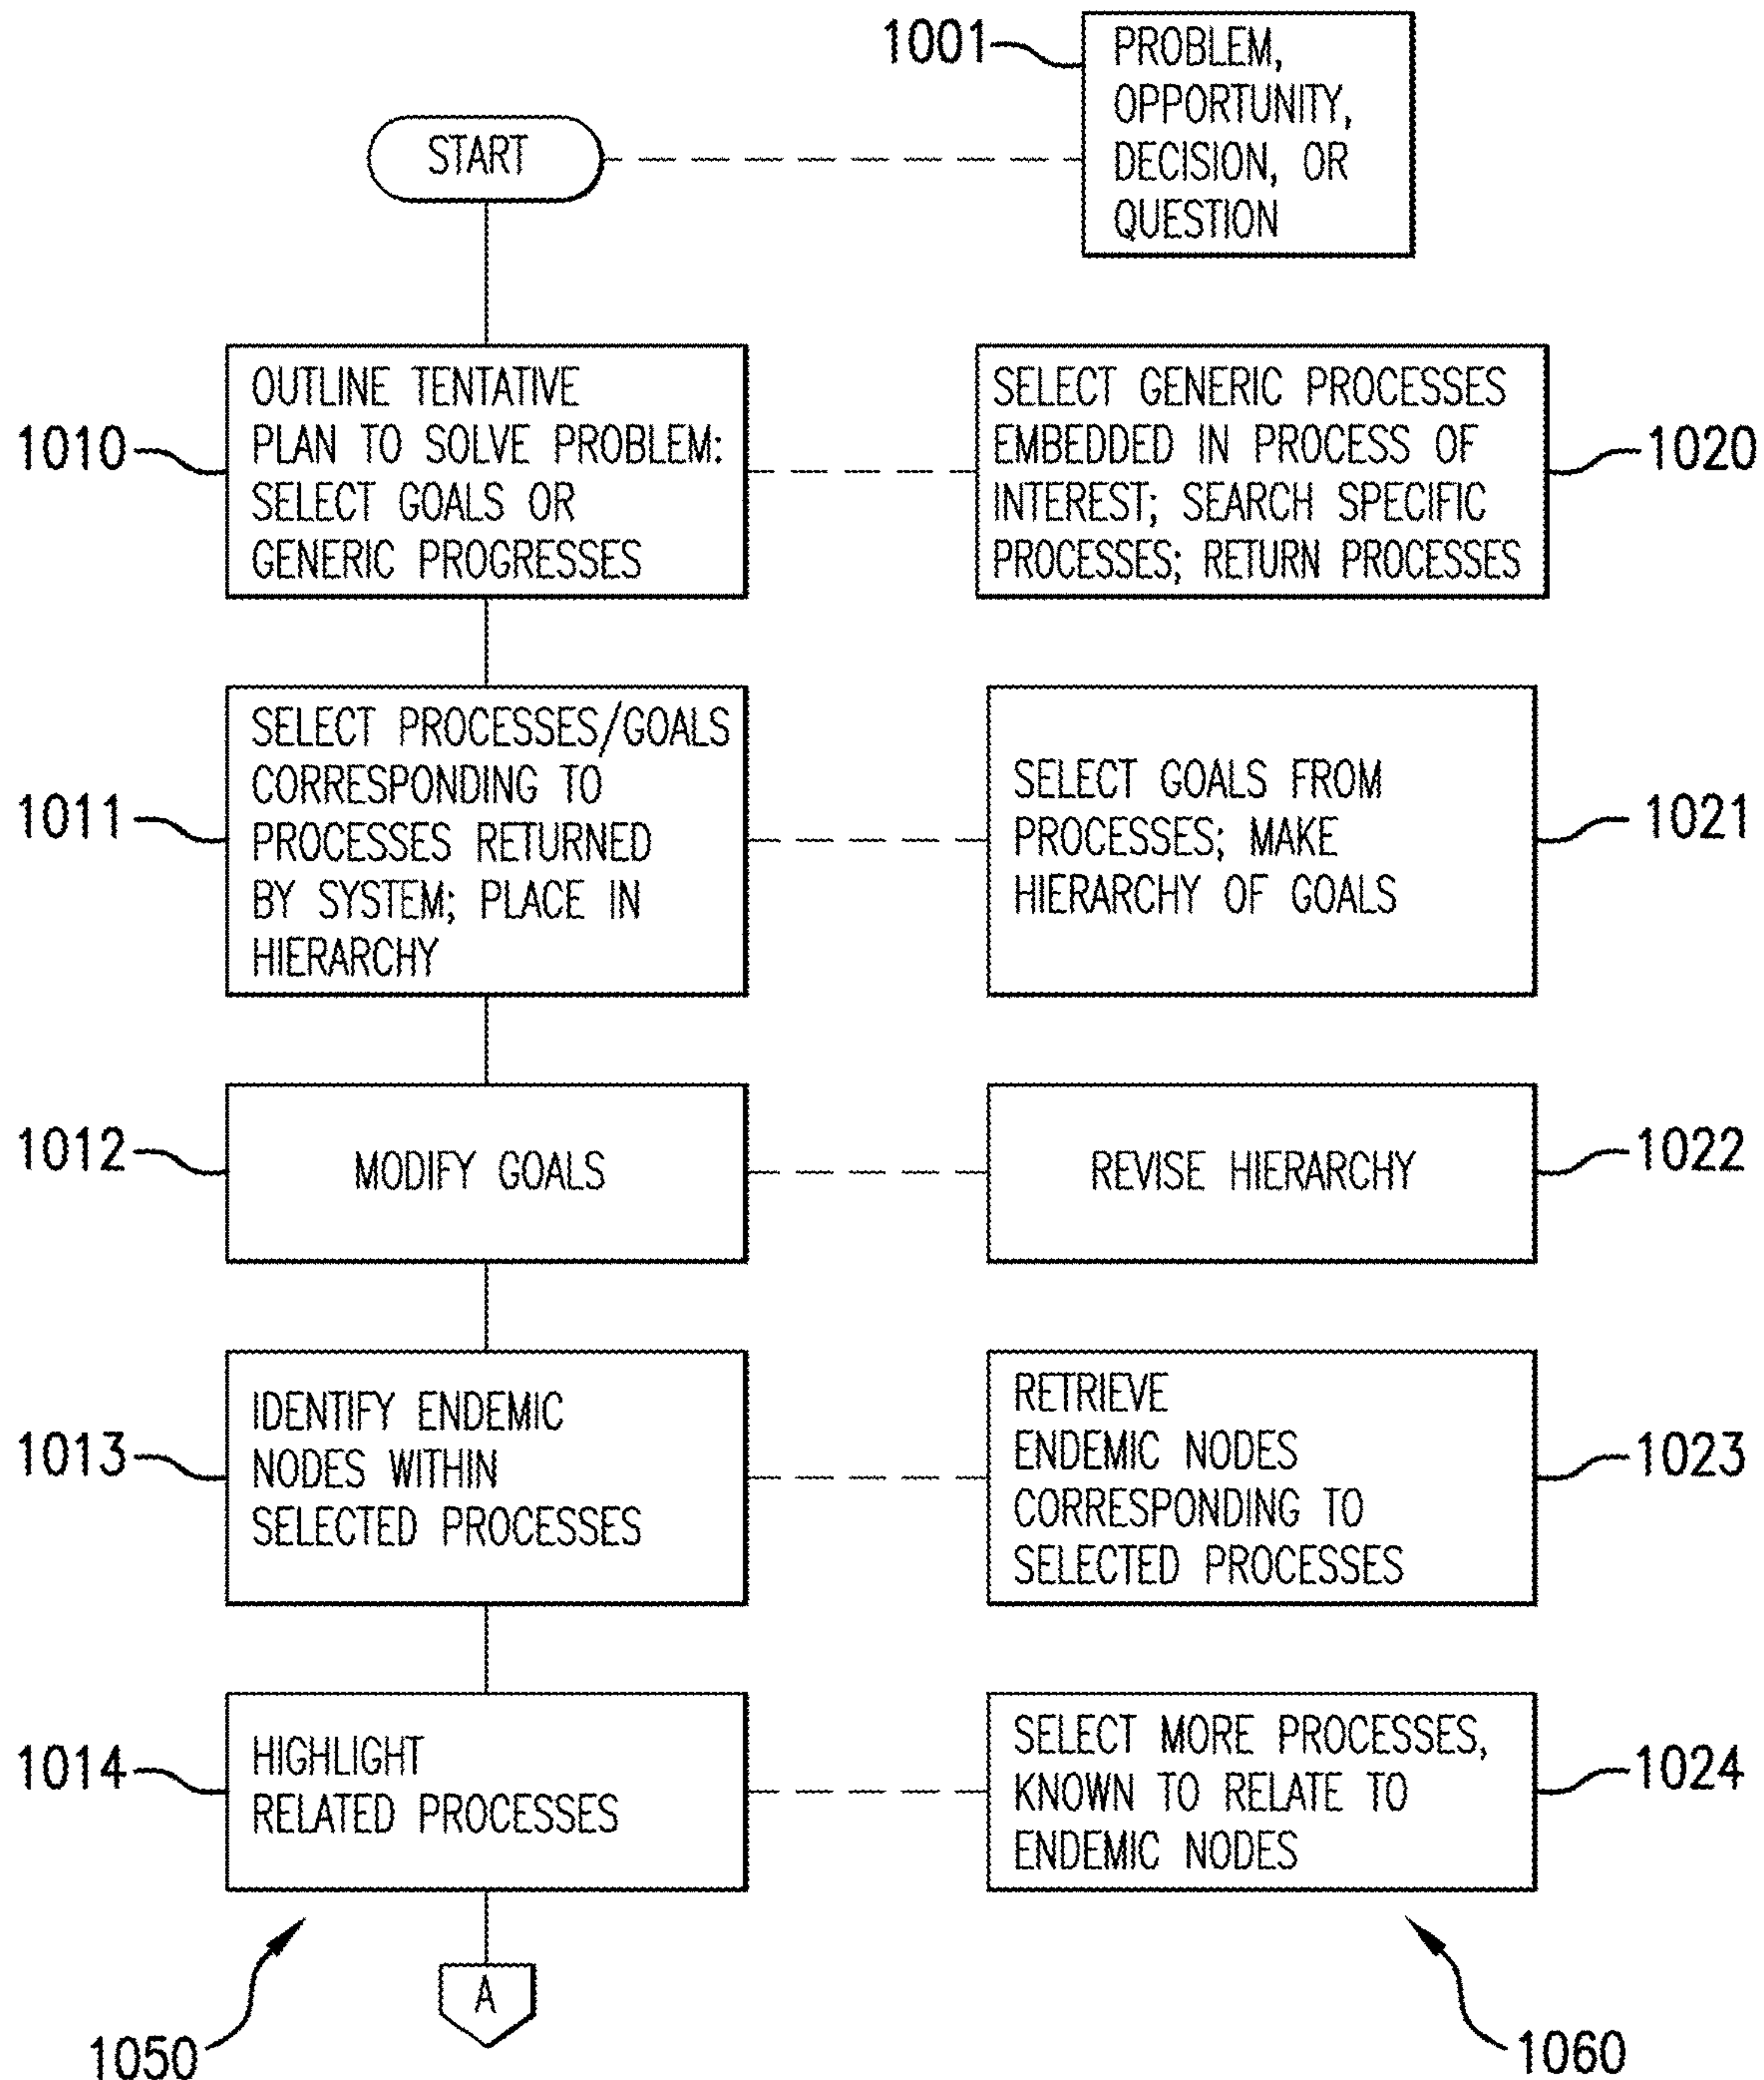 1001
PROBLEM,
OPPORTUNITY,
DECISION, OR
QUESTION
START
1010
OUTLINE TENTATIVE
PLAN TO SOLVE PROBLEM:
SELECT GOALS OR
GENERIC PROGRESSES
SELECT GENERIC PROCESSES
EMBEDDED IN PROCESS OF
INTEREST; SEARCH SPECIFIC
PROCESSES; RETURN PROCESSES
1020
1011
SELECT PROCESSES/GOALS
CORRESPONDING TO
PROCESSES RETURNED
BY SYSTEM; PLACE IN
HIERARCHY
SELECT GOALS FROM
PROCESSES; MAKE
HIERARCHY OF GOALS
1021
1012
MODIFY GOALS
REVISE HIERARCHY
1022
1013
IDENTIFY ENDEMIC
NODES WITHIN
SELECTED PROCESSES
RETRIEVE
ENDEMIC NODES
CORRESPONDING TO
SELECTED PROCESSES
1023
1014
HIGHLIGHT
RELATED PROCESSES
SELECT MORE PROCESSES,
KNOWN TO RELATE TO
ENDEMIC NODES
1024
A
1050
1060